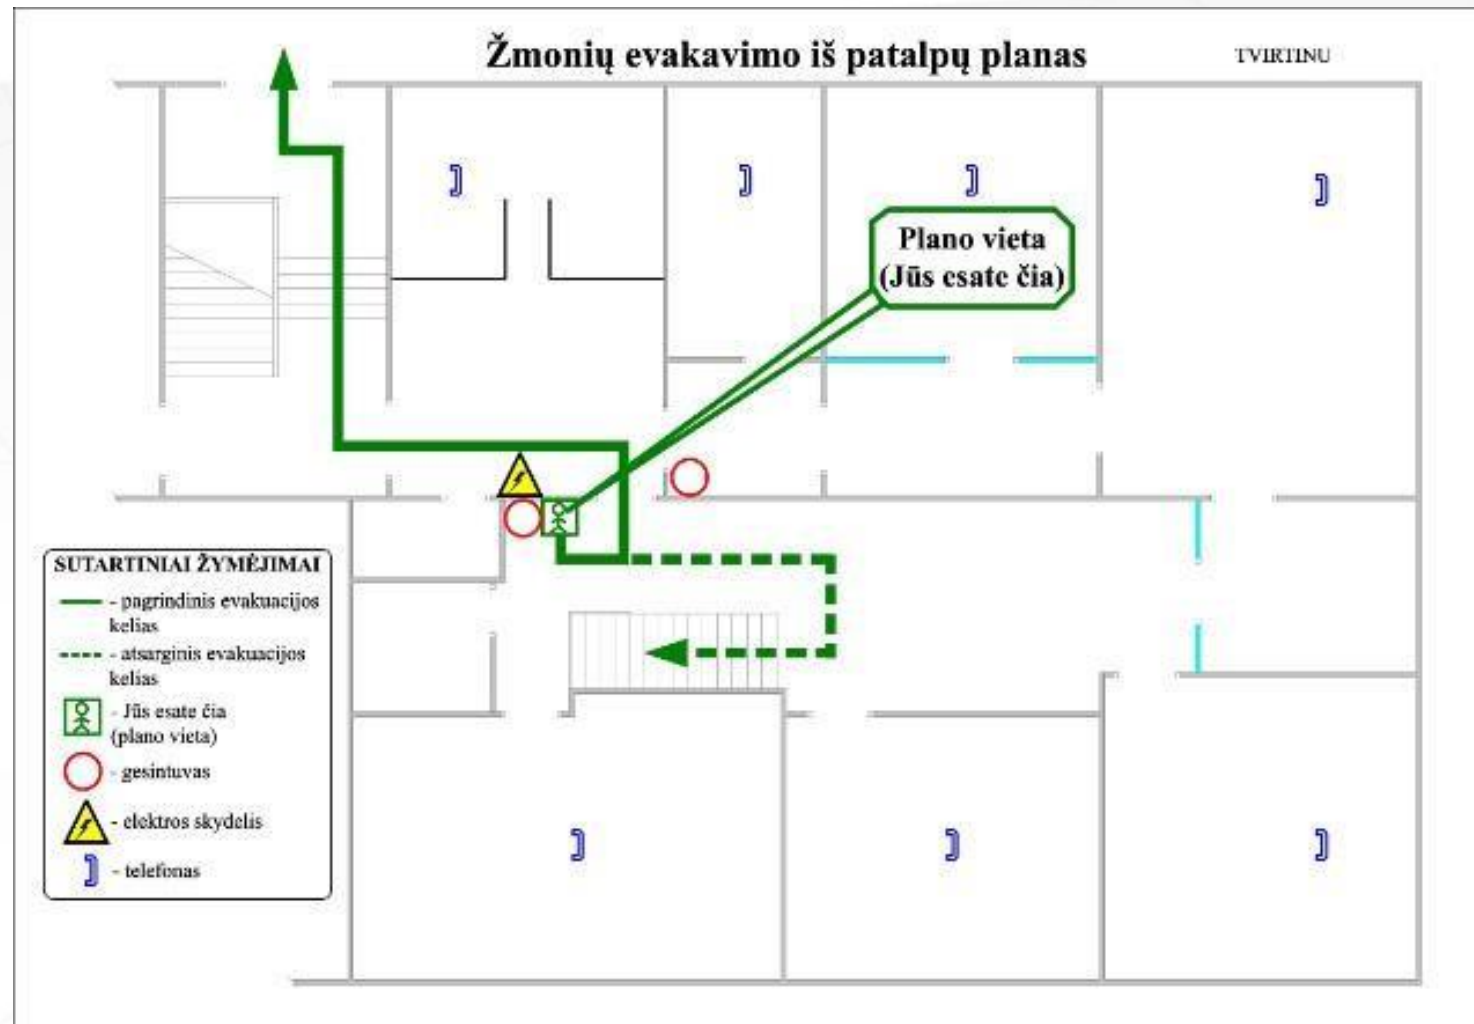 Žmonių evakavimo iš patalpų planas
TVIRTINU
Plano vieta
(Jūs esate čia)
SUTARTINIAI ŽYMĖJIMAI
- pagrindinis evakuacijos
kelias
- atsarginis evakuacijos
kelias
- Jūs esate čia
(plano vieta)
- gesintuvas
- elektros skydelis
- telefonas